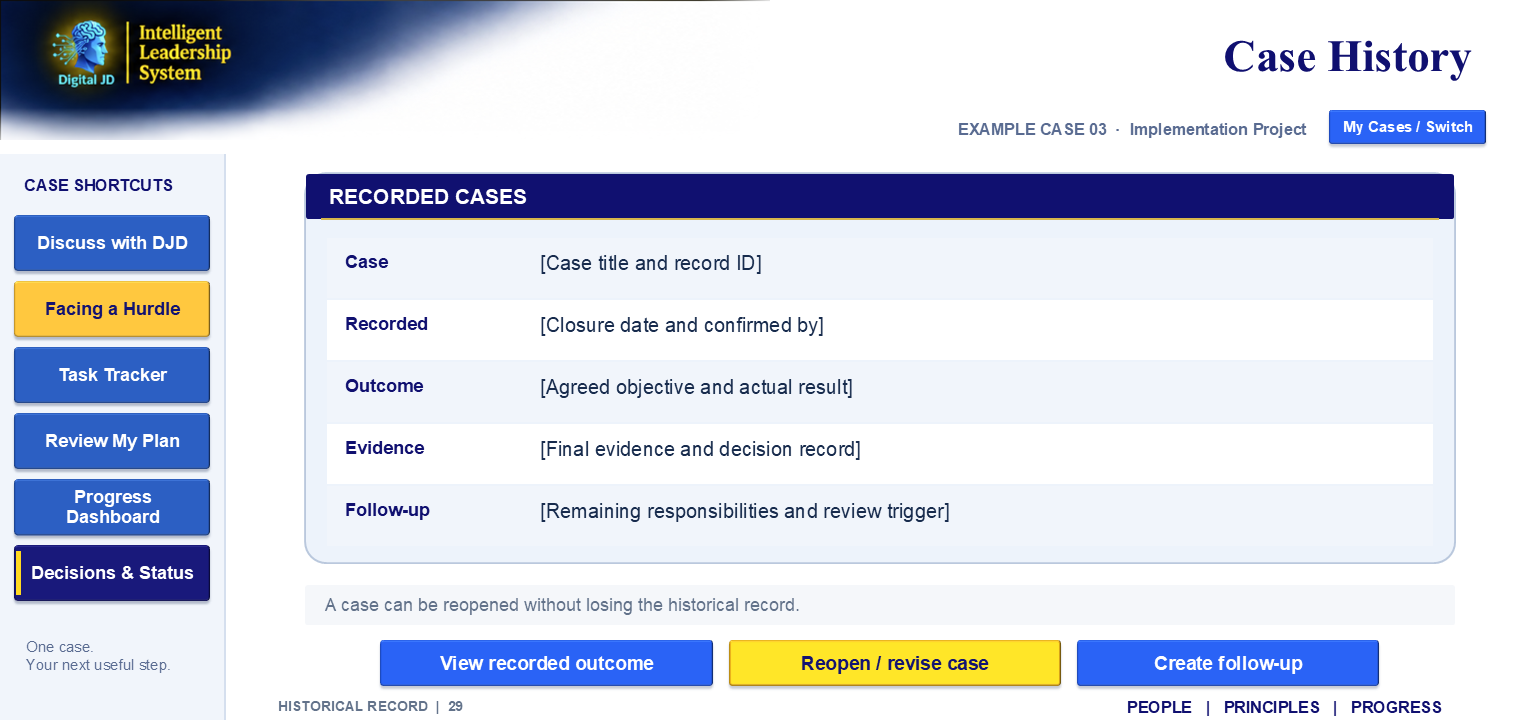 Digital JD
Intelligent
Leadership
System
Case History
EXAMPLE CASE 03 · Implementation Project
My Cases / Switch
CASE SHORTCUTS
Discuss with DJD
Facing a Hurdle
Task Tracker
Review My Plan
Progress
Dashboard
Decisions & Status
One case.
Your next useful step.
RECORDED CASES
Case [Case title and record ID]
Recorded [Closure date and confirmed by]
Outcome [Agreed objective and actual result]
Evidence [Final evidence and decision record]
Follow-up [Remaining responsibilities and review trigger]
A case can be reopened without losing the historical record.
View recorded outcome
Reopen / revise case
Create follow-up
HISTORICAL RECORD | 29
PEOPLE | PRINCIPLES | PROGRESS